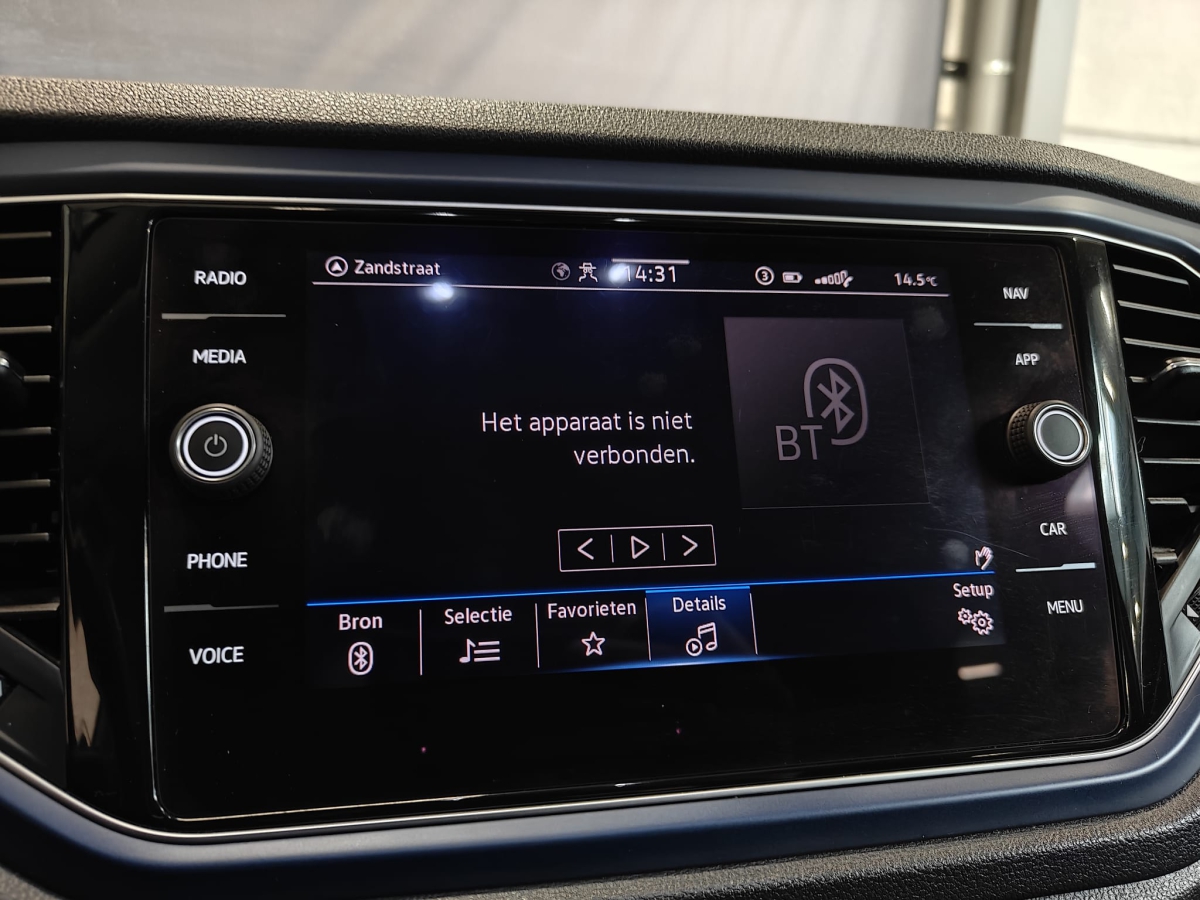 RADIO
MEDIA
PHONE
VOICE
Zandstraat
14:31
3
14.5°C
Het apparaat is niet
verbonden.
BT
Bron
Selectie
Favorieten
Details
Setup
NAV
APP
CAR
MENU